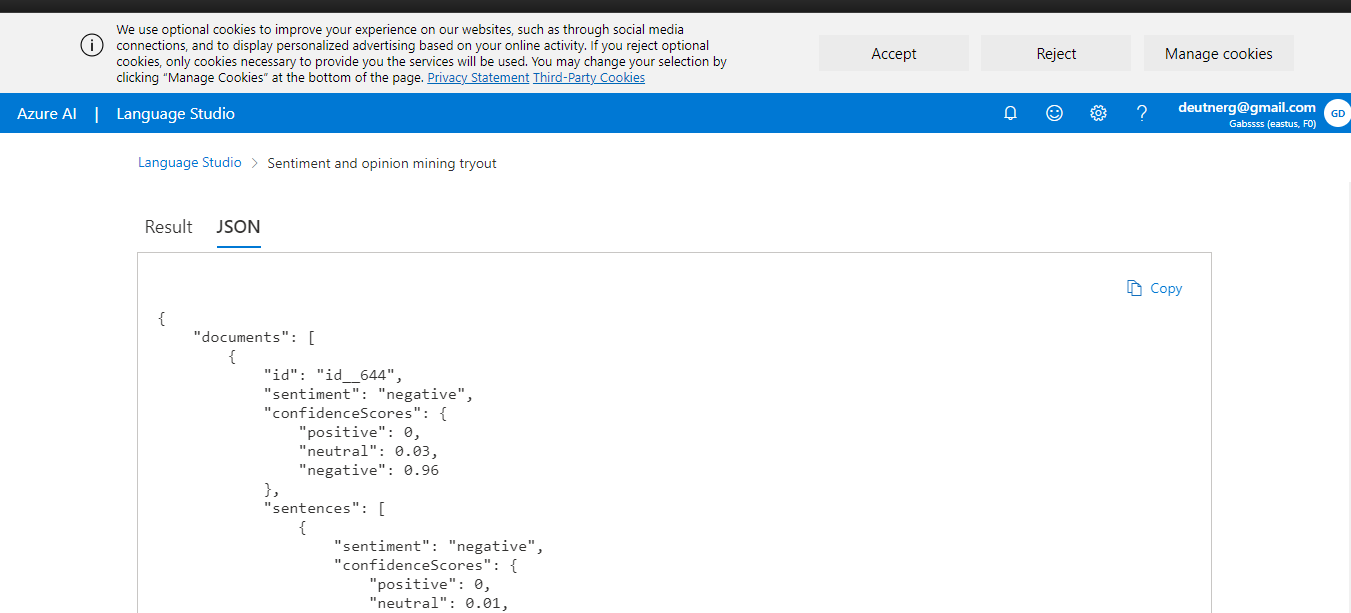 We use optional cookies to improve your experience on our websites, such as through social media
connections, and to display personalized advertising based on your online activity. If you reject optional
cookies, only cookies necessary to provide you the services will be used. You may change your selection by
clicking “Manage Cookies” at the bottom of the page. Privacy Statement Third-Party Cookies
Accept
Reject
Manage cookies
Azure AI | Language Studio
deutnerg@gmail.com
Gabssss (eastus, F0)
GD
Language Studio > Sentiment and opinion mining tryout
Result JSON
Copy
{
"documents": [
{
"id": "id__644",
"sentiment": "negative",
"confidenceScores": {
"positive": 0,
"neutral": 0.03,
"negative": 0.96
},
"sentences": [
{
"sentiment": "negative",
"confidenceScores": {
"positive": 0,
"neutral": 0.01,